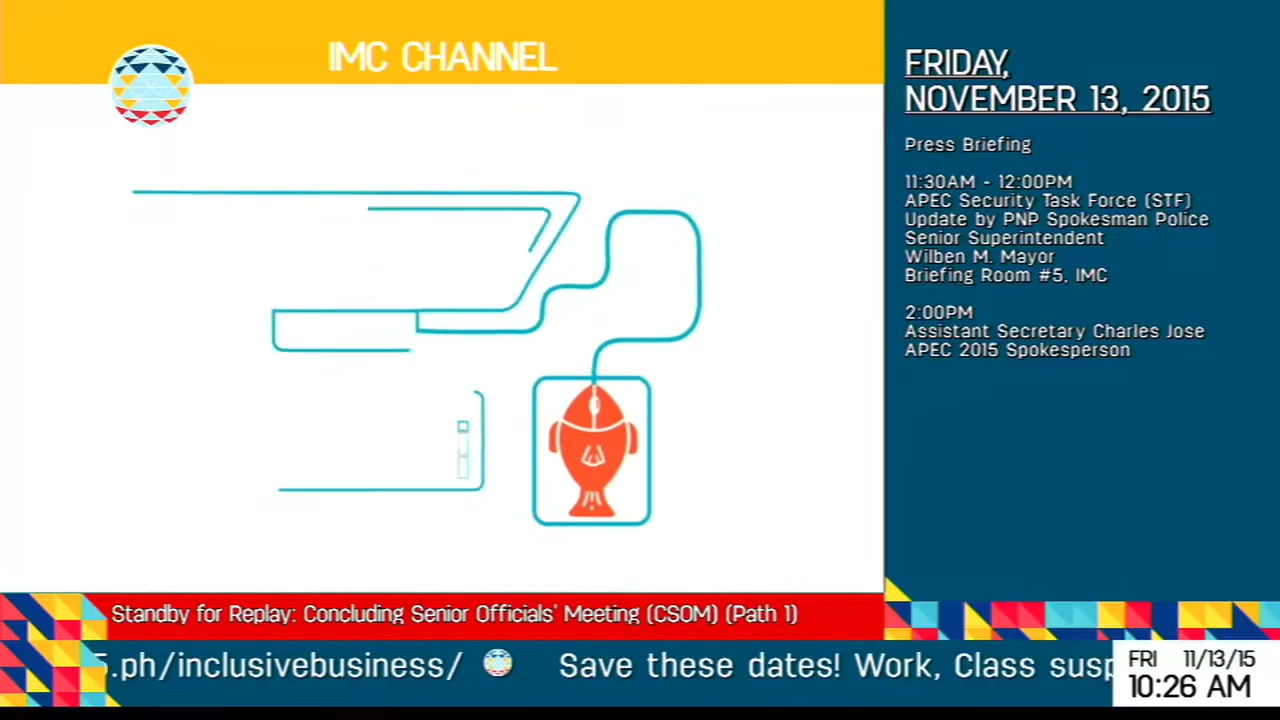 IMC CHANNEL
FRIDAY,
NOVEMBER 13, 2015
Press Briefing
11:30AM - 12:00PM
APEC Security Task Force (STF)
Update by PNP Spokesman Police
Senior Superintendent
Wilben M. Mayor
Briefing Room #5, IMC
2:00PM
Assistant Secretary Charles Jose
APEC 2015 Spokesperson
Standby for Replay: Concluding Senior Officials' Meeting (CSOM) (Path 1)
5.ph/inclusivebusiness/ Save these dates! Work, Class susp
FRI 11/13/15
10:26 AM